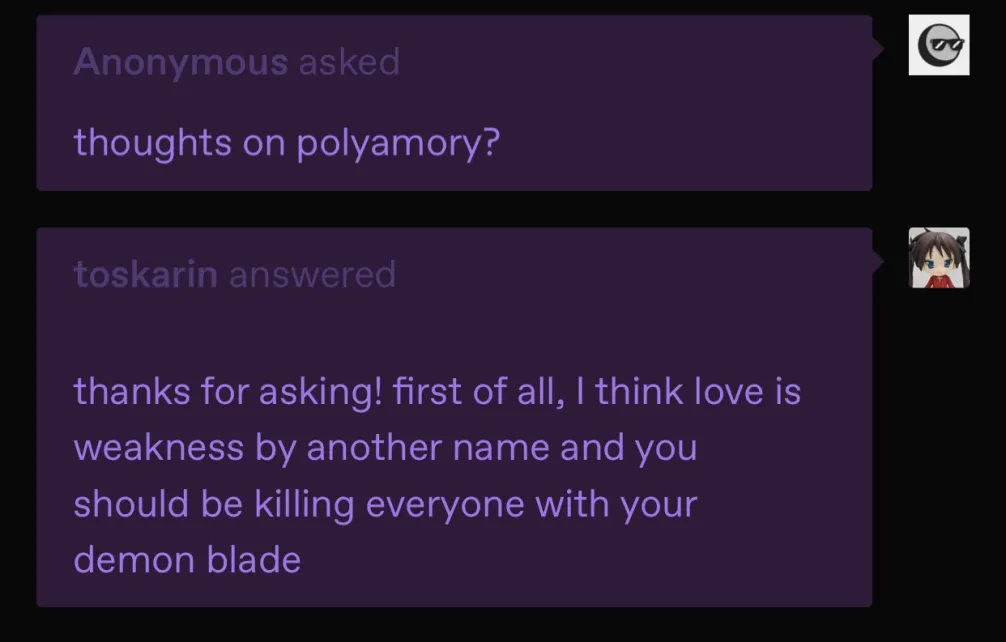 Anonymous asked
thoughts on polyamory?
toskarin answered
thanks for asking! first of all, I think love is
weakness by another name and you
should be killing everyone with your
demon blade